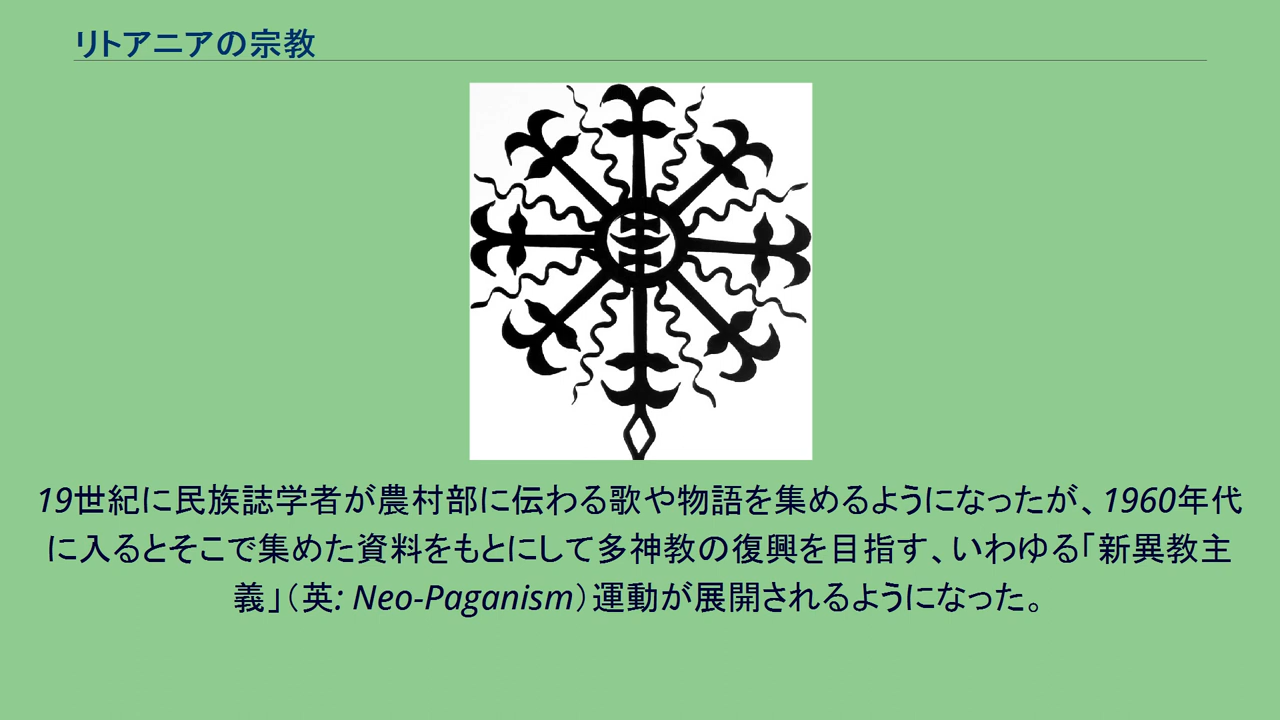 リトアニアの宗教
19世紀に民族誌学者が農村部に伝わる歌や物語を集めるようになったが、1960年代
に入るとそこで集めた資料をもとにして多神教の復興を目指す、いわゆる「新異教主
義」（英: Neo-Paganism）運動が展開されるようになった。